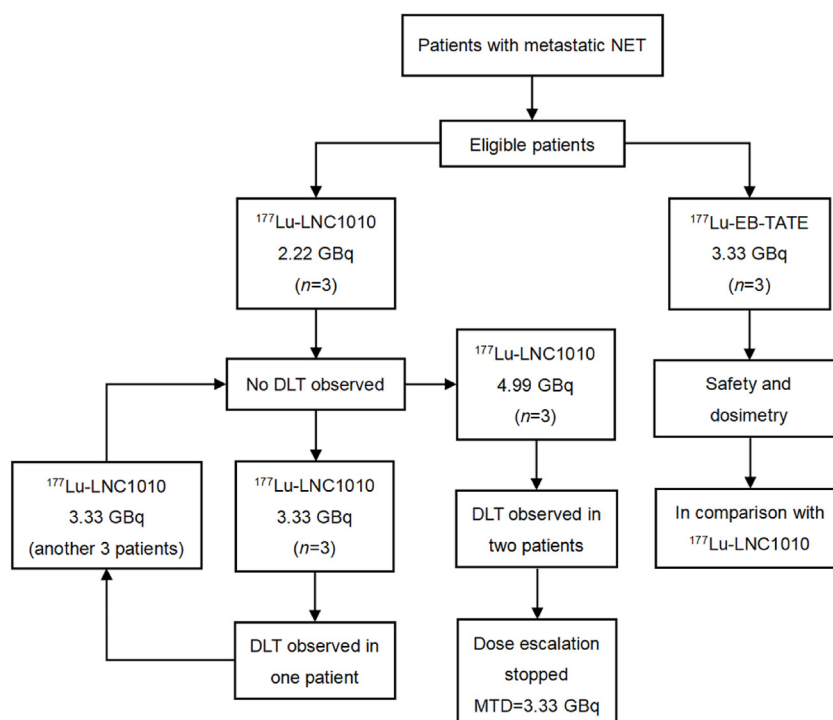 Patients with metastatic NET
Eligible patients
¹⁷⁷Lu-LNC1010
2.22 GBq
(n=3)
¹⁷⁷Lu-EB-TATE
3.33 GBq
(n=3)
No DLT observed
¹⁷⁷Lu-LNC1010
4.99 GBq
(n=3)
Safety and
dosimetry
¹⁷⁷Lu-LNC1010
3.33 GBq
(another 3 patients)
¹⁷⁷Lu-LNC1010
3.33 GBq
(n=3)
DLT observed in
two patients
In comparison with
¹⁷⁷Lu-LNC1010
DLT observed in
one patient
Dose escalation
stopped
MTD=3.33 GBq